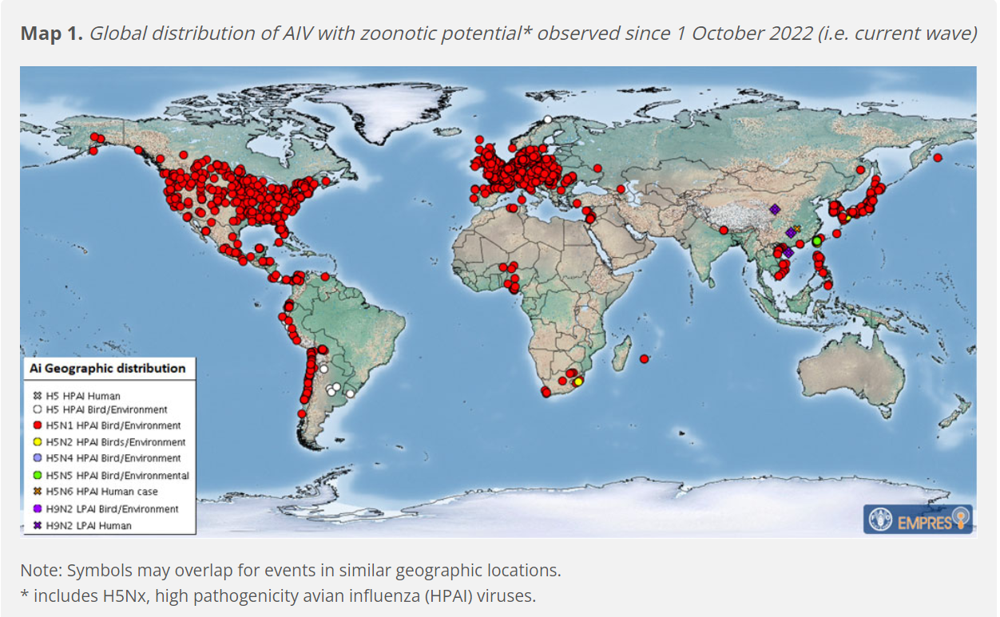 Map 1. Global distribution of AIV with zoonotic potential* observed since 1 October 2022 (i.e. current wave)
Ai Geographic distribution
H5 HPAI Human
H5 HPAI Bird/Environment
H5N1 HPAI Bird/Environment
H5N2 HPAI Birds/Environment
H5N4 HPAI Bird/Environment
H5N5 HPAI Bird/Environmental
H5N6 HPAI Human case
H9N2 LPAI Bird/Environment
H9N2 LPAI Human
EMPRES
Note: Symbols may overlap for events in similar geographic locations.
* includes H5Nx, high pathogenicity avian influenza (HPAI) viruses.